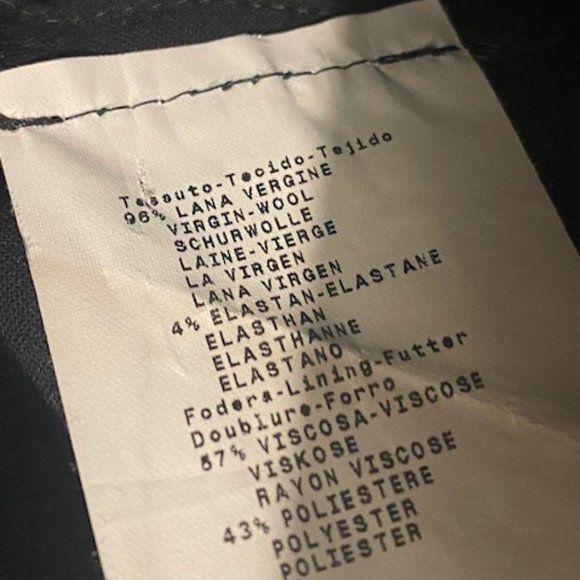 Tessuto-Tecido-Tejido
96% LANA VERGINE
VIRGIN-WOOL
SCHURWOLLE
LAINE-VIERGE
LA VIRGEN
LANA VIRGEN
4% ELASTAN-ELASTANE
ELASTHAN
ELASTHANNE
ELASTANO
Fodera-Lining-Futter
Doublure-Forro
57% VISCOSA-VISCOSE
VISKOSE
RAYON VISCOSE
43% POLIESTERE
POLYESTER
POLIESTER